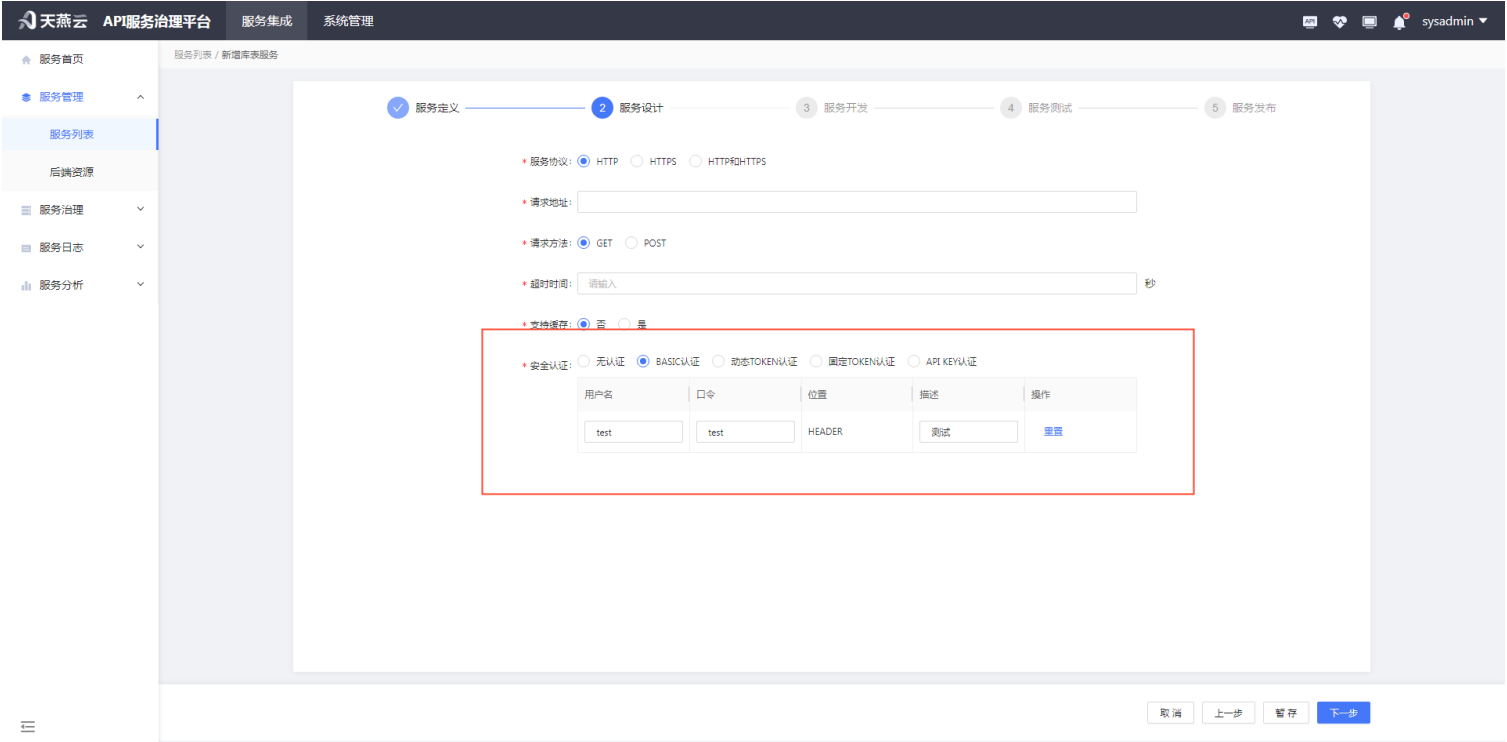 天燕云 API服务治理平台 服务集成 系统管理 API sysadmin
服务首页
服务管理
服务列表
后端资源
服务治理
服务日志
服务分析
服务列表 / 新增库表服务
服务定义 2 服务设计 3 服务开发 4 服务测试 5 服务发布
* 服务协议: HTTP HTTPS HTTP和HTTPS
* 请求地址:
* 请求方法: GET POST
* 超时时间: 请输入 秒
* 支持缓存: 否 是
* 安全认证: 无认证 BASIC认证 动态TOKEN认证 固定TOKEN认证 API KEY认证
用户名 口令 位置 描述 操作
test test HEADER 测试 重置
取消 上一步 暂存 下一步